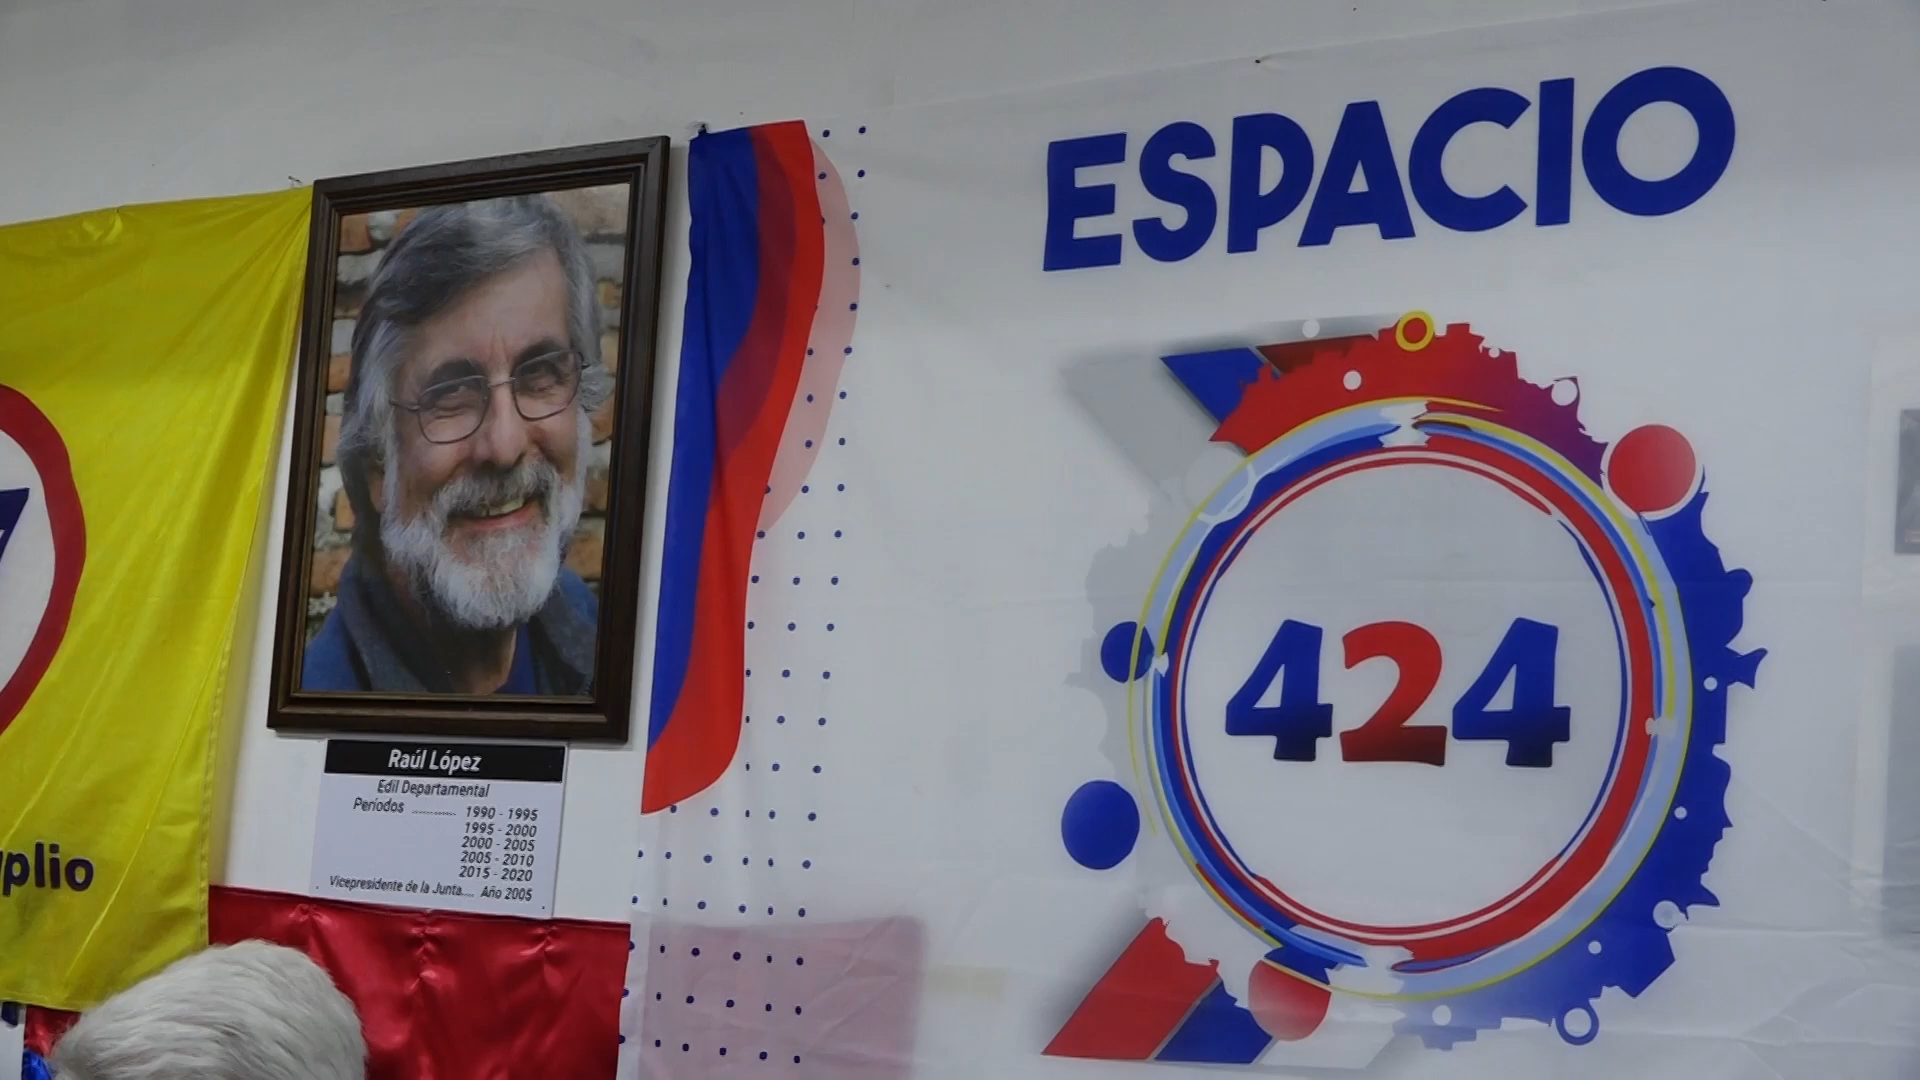 ESPACIO
424
Raúl López
Edil Departamental
Períodos ............ 1990 - 1995
1995 - 2000
2000 - 2005
2005 - 2010
2015 - 2020
Vicepresidente de la Junta.... Año 2005
plio